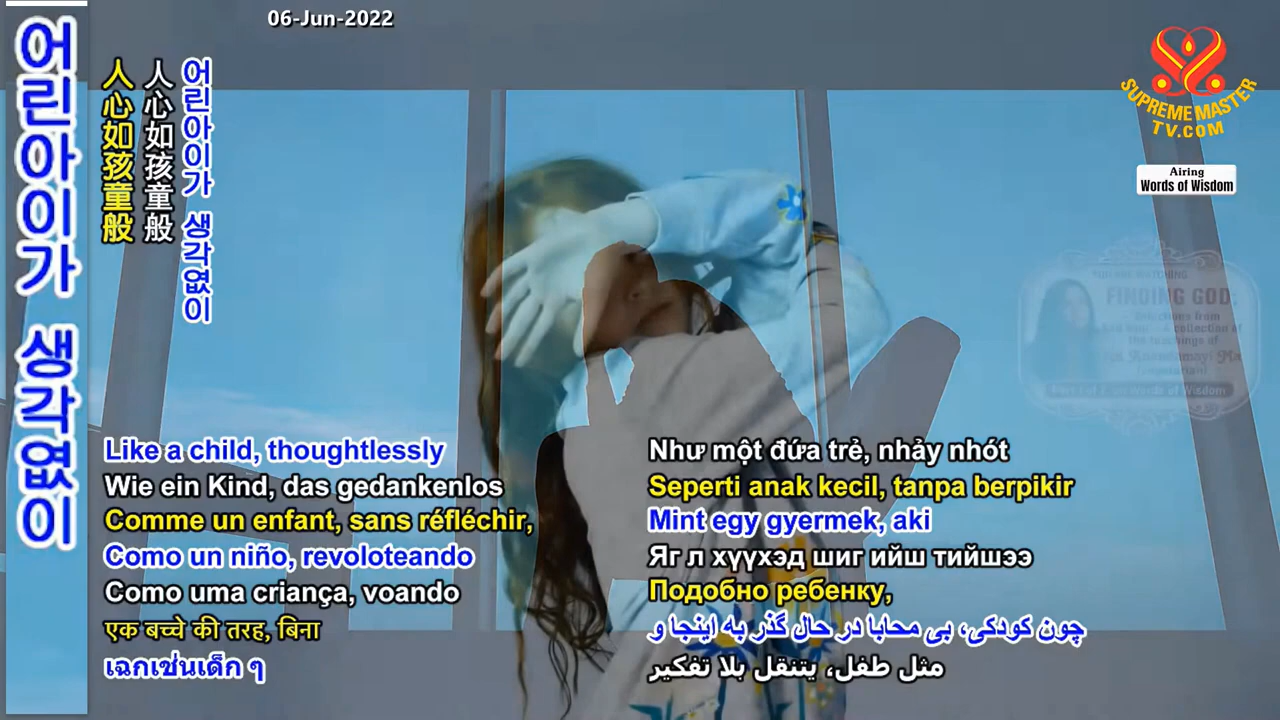 06-Jun-2022
어린아이가 생각없이
人心如孩童般
人心如孩童般
어린아이가 생각없이
SUPREME MASTER
TV.COM
Airing
Words of Wisdom
FINDING GOD:
the teachings of
Like a child, thoughtlessly
Wie ein Kind, das gedankenlos
Comme un enfant, sans réfléchir,
Como un niño, revoloteando
Como uma criança, voando
एक बच्चे की तरह, बिना
เฉกเช่นเด็ก ๆ
Như một đứa trẻ, nhảy nhót
Seperti anak kecil, tanpa berpikir
Mint egy gyermek, aki
Яг л хүүхэд шиг ийш тийшээ
Подобно ребенку,
چون کودکی، بی محابا در حال گذر به اینجا و
مثل طفل، يتنقل بلا تفكير